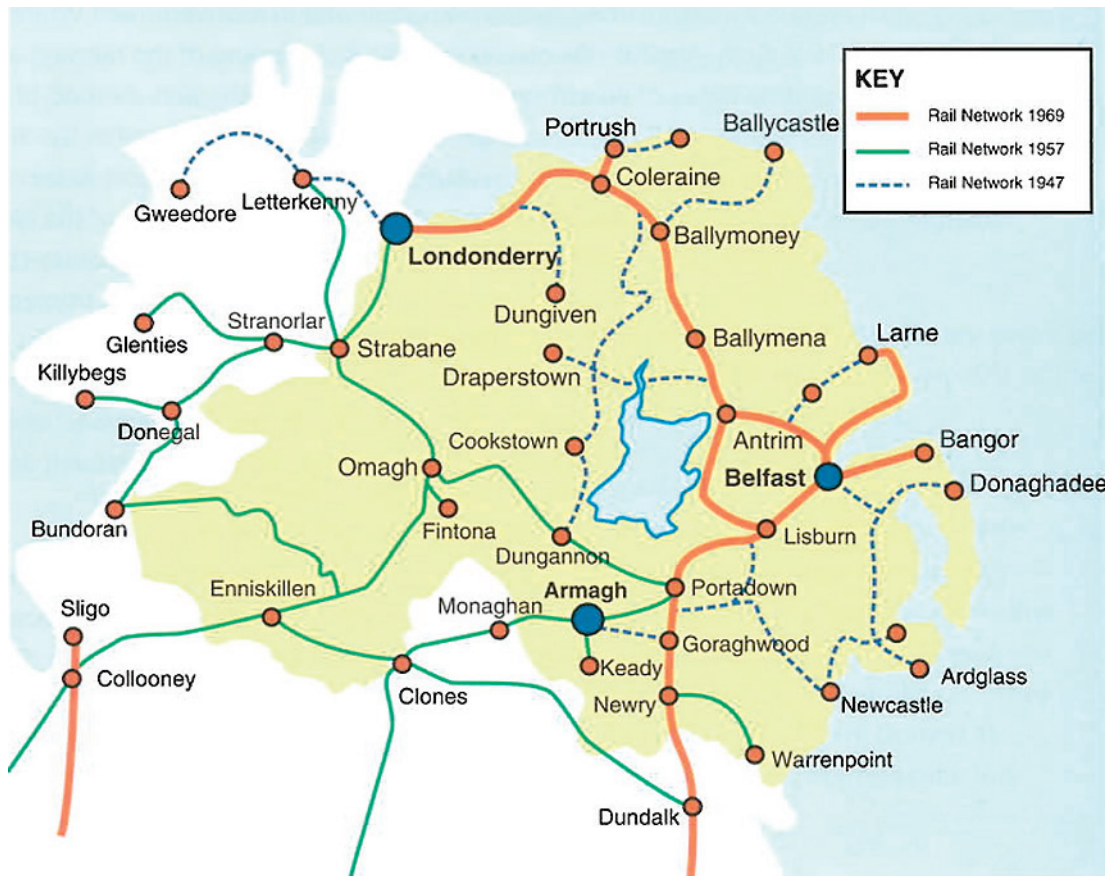 KEY
Rail Network 1969
Rail Network 1957
Rail Network 1947
Portrush
Ballycastle
Coleraine
Gweedore
Letterkenny
Londonderry
Ballymoney
Dungiven
Glenties
Stranorlar
Strabane
Ballymena
Larne
Killybegs
Draperstown
Donegal
Cookstown
Antrim
Bangor
Omagh
Belfast
Donaghadee
Bundoran
Fintona
Dungannon
Lisburn
Enniskillen
Monaghan
Armagh
Portadown
Sligo
Goraghwood
Collooney
Clones
Keady
Ardglass
Newry
Newcastle
Warrenpoint
Dundalk